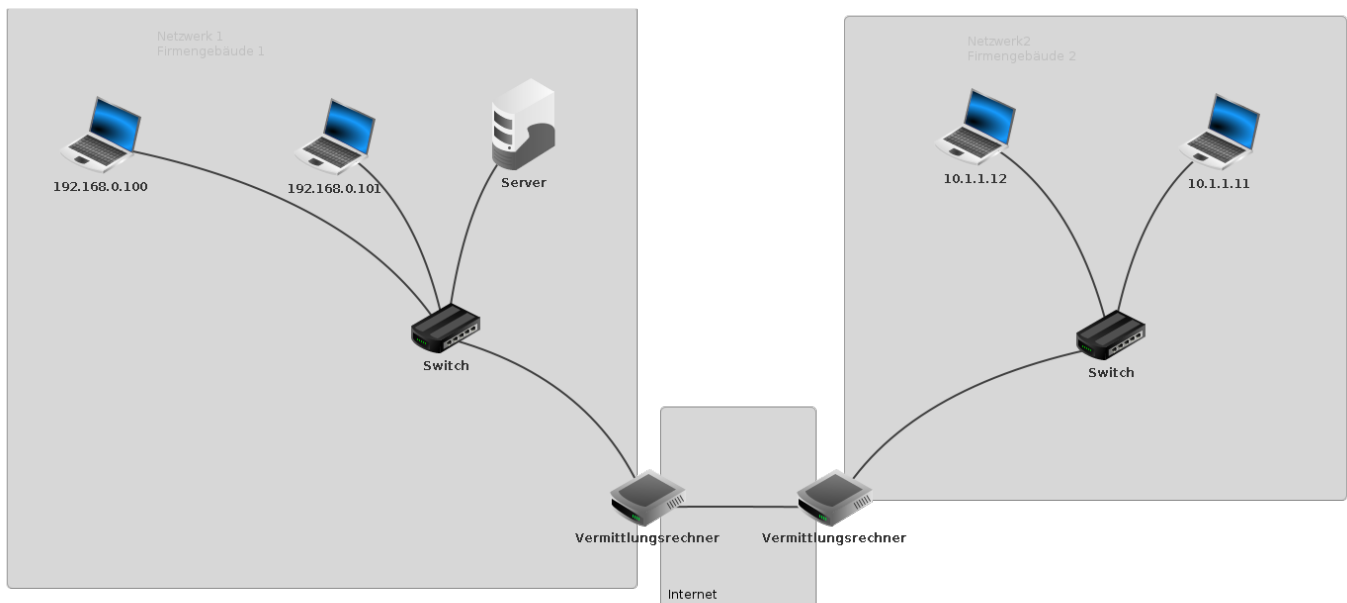 Netzwerk 1
Firmengebäude 1
Netzwerk2
Firmengebäude 2
192.168.0.100
192.168.0.101
Server
10.1.1.12
10.1.1.11
Switch
Switch
Vermittlungsrechner
Vermittlungsrechner
Internet